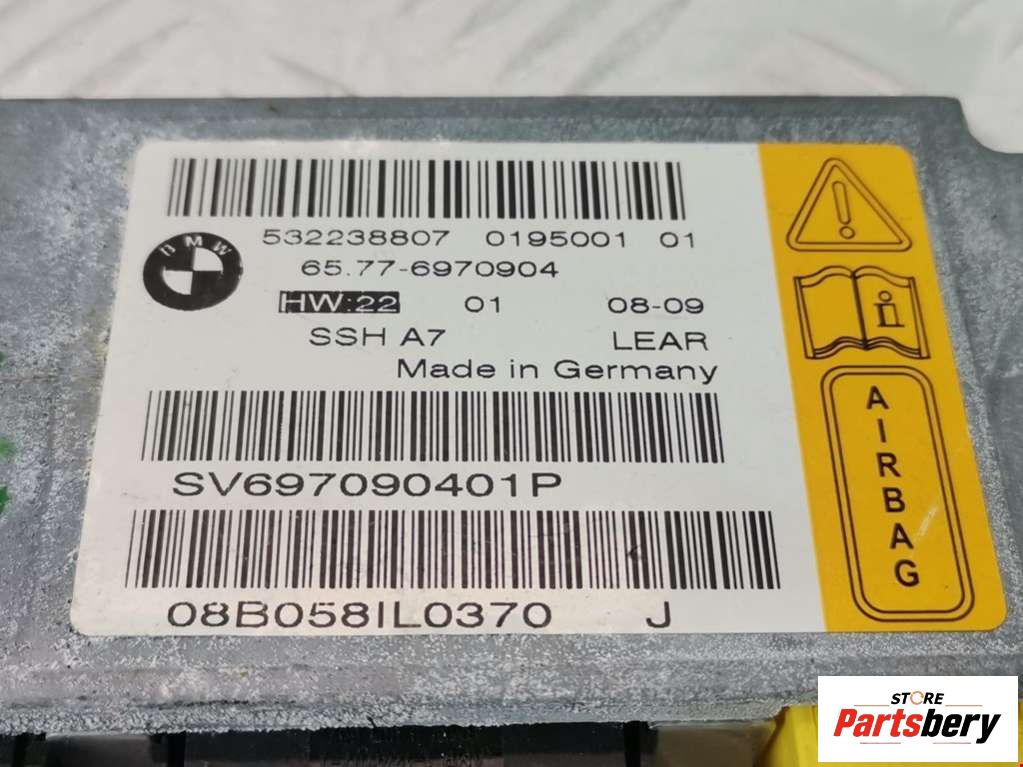 532238807 0195001 01
BMW
65.77-6970904
HW:22 01 08-09
SSH A7 LEAR
Made in Germany
SV697090401P
08B058IL0370 J
AIRBAG
STORE
Partsbery